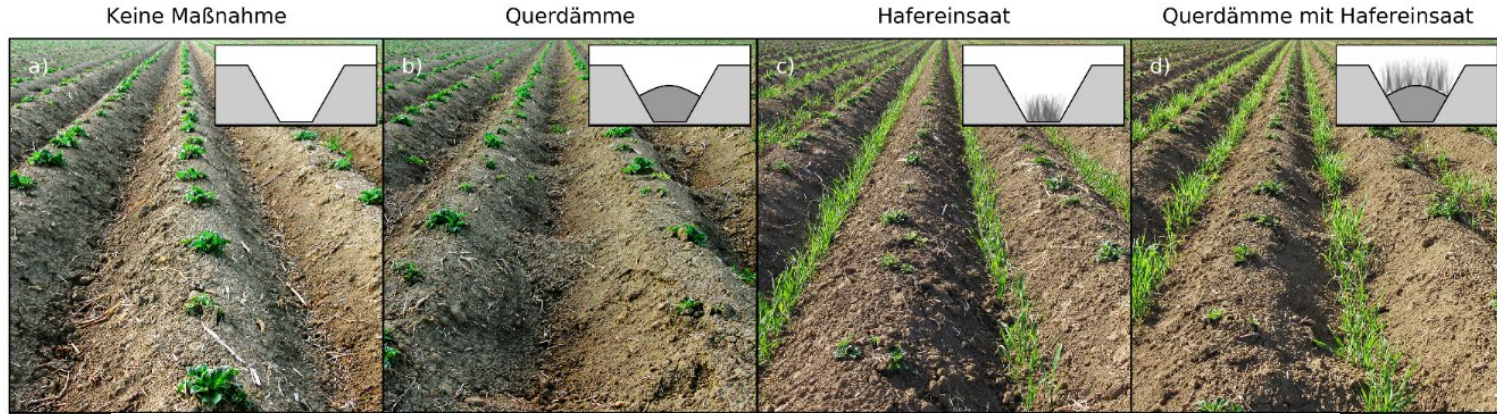 Keine Maßnahme
Querdämme
Hafereinsaat
Querdämme mit Hafereinsaat
a)
b)
c)
d)